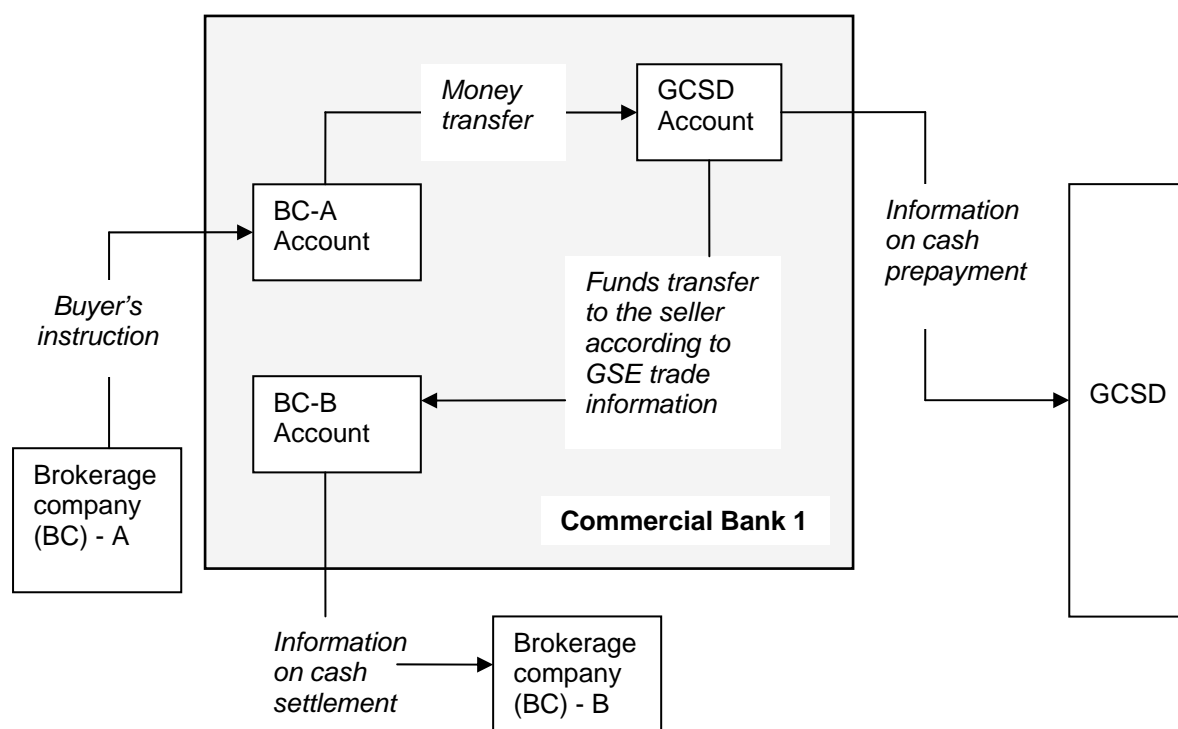 Money
transfer
GCSD
Account
BC-A
Account
Information
on cash
prepayment
Buyer’s
instruction
Funds transfer
to the seller
according to
GSE trade
information
BC-B
Account
GCSD
Brokerage
company
(BC) - A
Commercial Bank 1
Information
on cash
settlement
Brokerage
company
(BC) - B